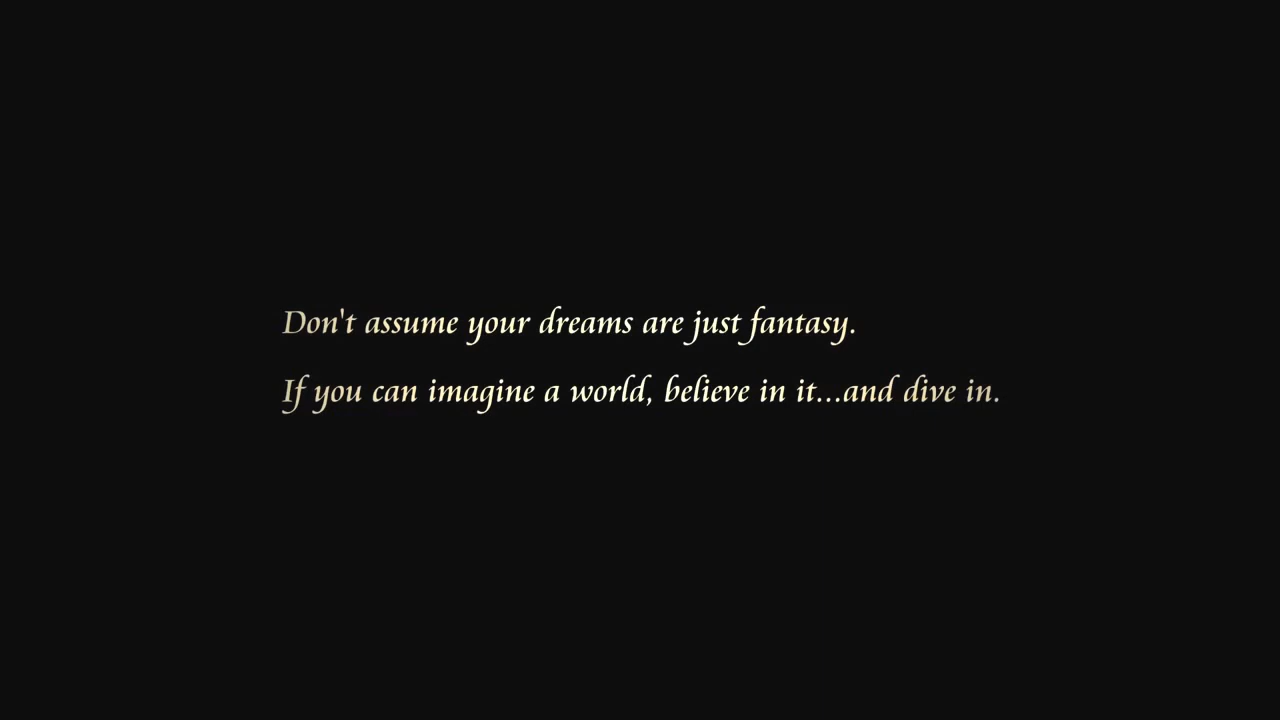 Don't assume your dreams are just fantasy.
If you can imagine a world, believe in it...and dive in.